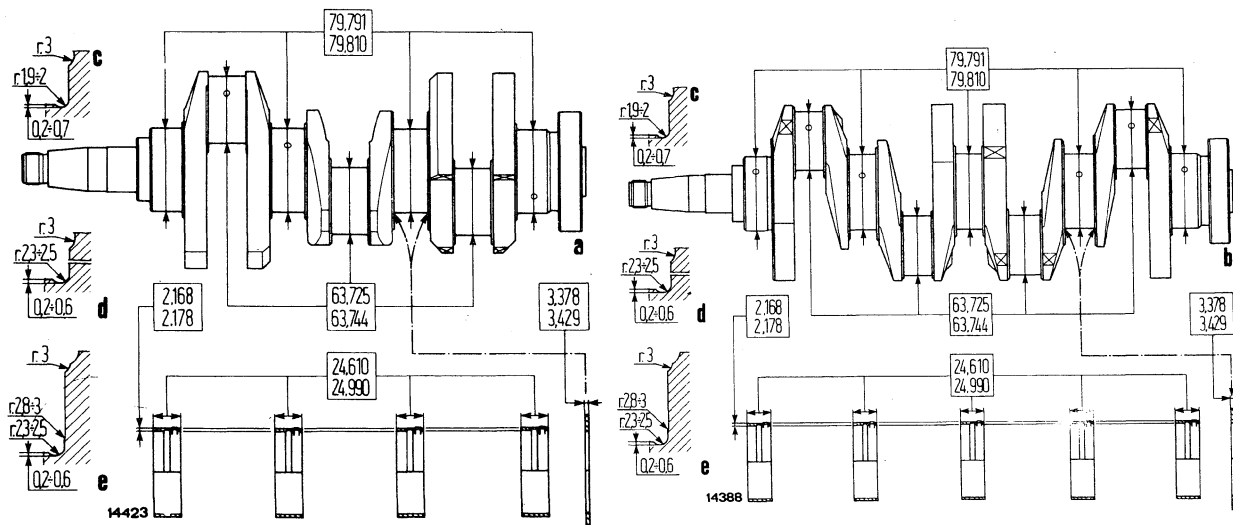 79,791
79,810
r.3
c
r.1,9÷2
0,2÷0,7
a
r.3
r.2,3÷2,5
0,2÷0,6
d
2,168
2,178
63,725
63,744
3,378
3,429
r.3
24,610
24,990
r.2,8÷3
r.2,3÷2,5
0,2÷0,6
e
14423
79,791
79,810
c
r.3
r.1,9÷2
0,2÷0,7
b
r.3
r.2,3÷2,5
0,2÷0,6
d
2,168
2,178
63,725
63,744
3,378
3,429
r.3
24,610
24,990
r.2,8÷3
r.2,3÷2,5
0,2÷0,6
e
14388